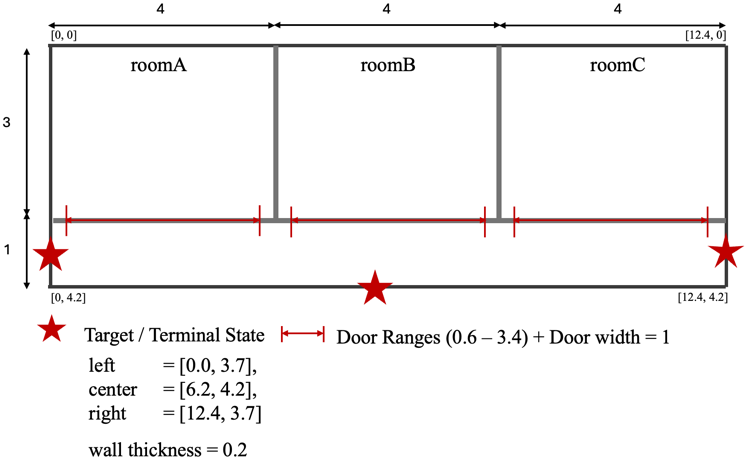 4 4 4
[0, 0] [12.4, 0]
roomA roomB roomC
3
1
[0, 4.2] [12.4, 4.2]
Target / Terminal State Door Ranges (0.6 – 3.4) + Door width = 1
left = [0.0, 3.7],
center = [6.2, 4.2],
right = [12.4, 3.7]
wall thickness = 0.2